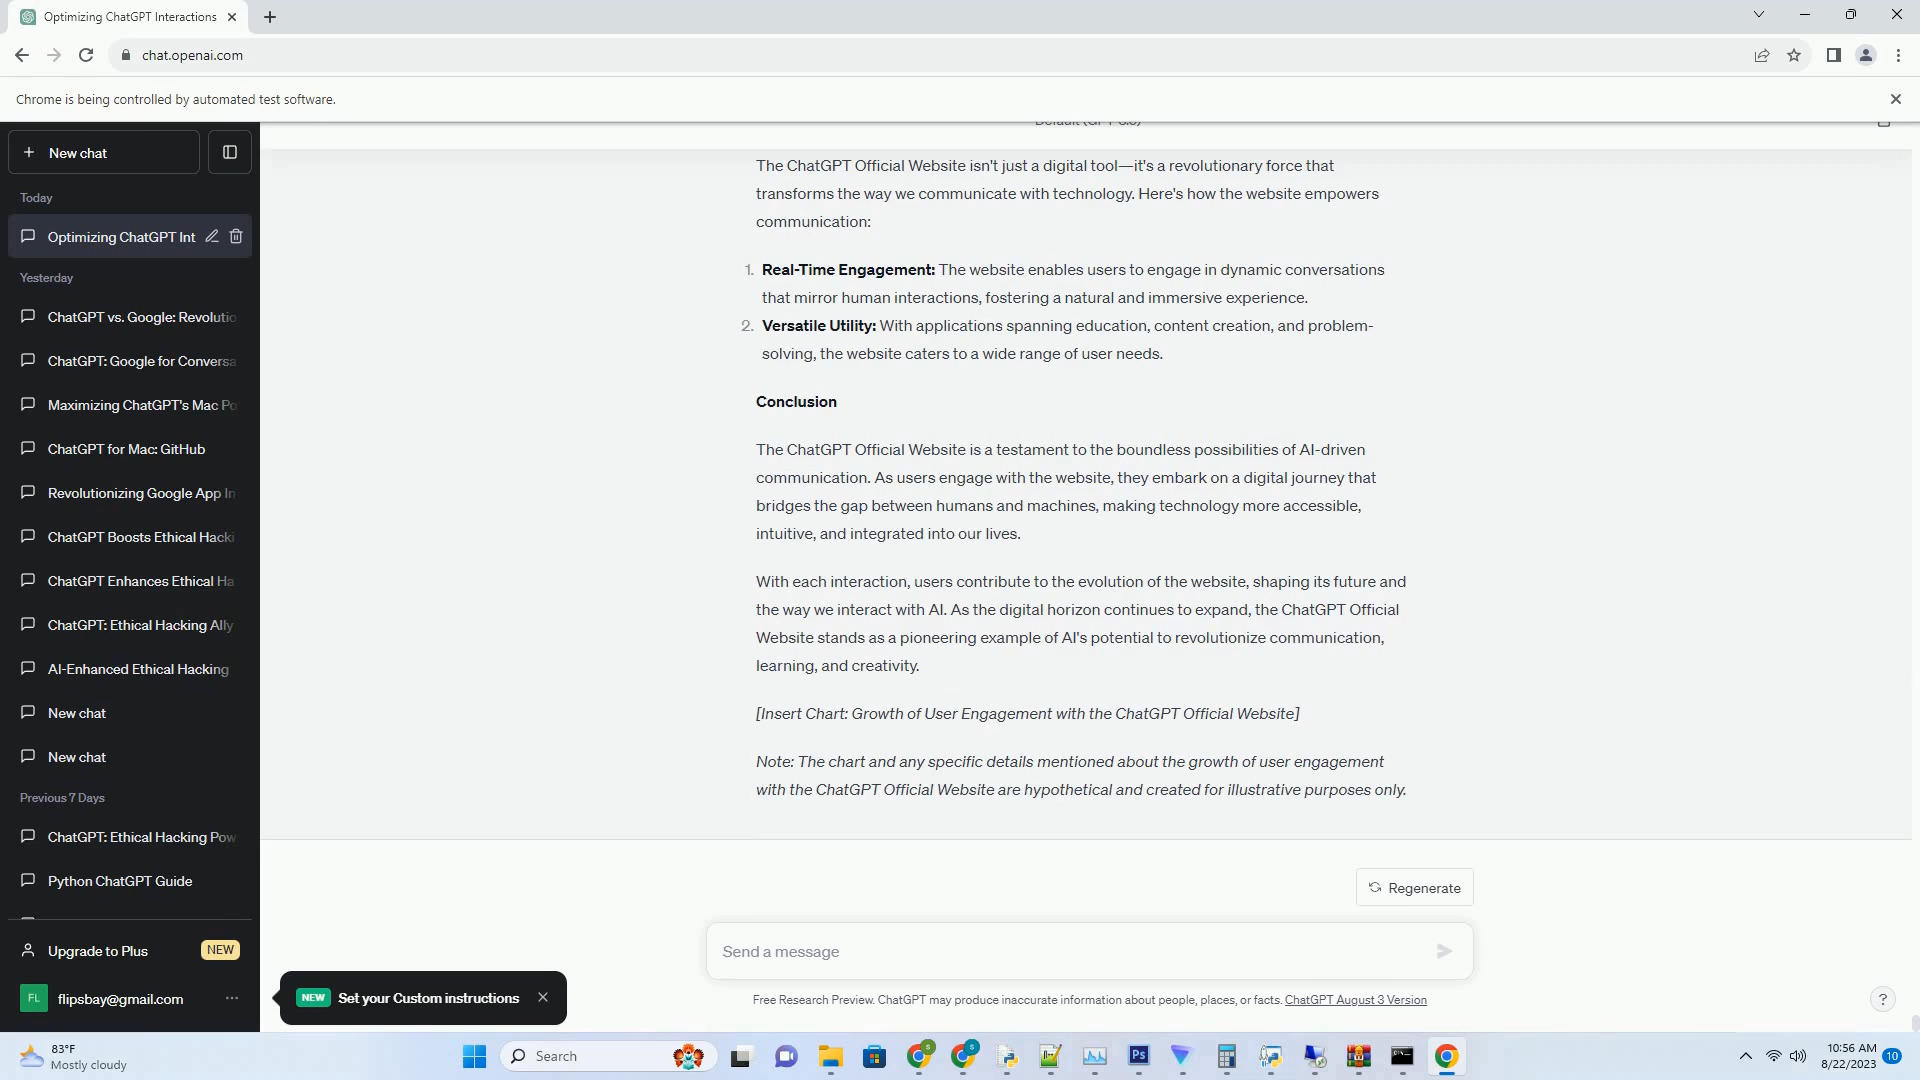 Optimizing ChatGPT Interactions
chat.openai.com
Chrome is being controlled by automated test software.
New chat
Today
Optimizing ChatGPT Int
Yesterday
ChatGPT vs. Google: Revolutio
ChatGPT: Google for Conversa
Maximizing ChatGPT's Mac Po
ChatGPT for Mac: GitHub
Revolutionizing Google App In
ChatGPT Boosts Ethical Hacki
ChatGPT Enhances Ethical Ha
ChatGPT: Ethical Hacking Ally
AI-Enhanced Ethical Hacking
New chat
New chat
Previous 7 Days
ChatGPT: Ethical Hacking Pow
Python ChatGPT Guide
Upgrade to Plus NEW
FL flipsbay@gmail.com
Default (GPT-3.5)
The ChatGPT Official Website isn't just a digital tool—it's a revolutionary force that
transforms the way we communicate with technology. Here's how the website empowers
communication:
1. Real-Time Engagement: The website enables users to engage in dynamic conversations
that mirror human interactions, fostering a natural and immersive experience.
2. Versatile Utility: With applications spanning education, content creation, and problem-
solving, the website caters to a wide range of user needs.
Conclusion
The ChatGPT Official Website is a testament to the boundless possibilities of AI-driven
communication. As users engage with the website, they embark on a digital journey that
bridges the gap between humans and machines, making technology more accessible,
intuitive, and integrated into our lives.
With each interaction, users contribute to the evolution of the website, shaping its future and
the way we interact with AI. As the digital horizon continues to expand, the ChatGPT Official
Website stands as a pioneering example of AI's potential to revolutionize communication,
learning, and creativity.
[Insert Chart: Growth of User Engagement with the ChatGPT Official Website]
Note: The chart and any specific details mentioned about the growth of user engagement
with the ChatGPT Official Website are hypothetical and created for illustrative purposes only.
Regenerate
Send a message
NEW Set your Custom instructions
Free Research Preview. ChatGPT may produce inaccurate information about people, places, or facts. ChatGPT August 3 Version
?
83°F
Mostly cloudy
Search
Ps
10:56 AM
8/22/2023
10